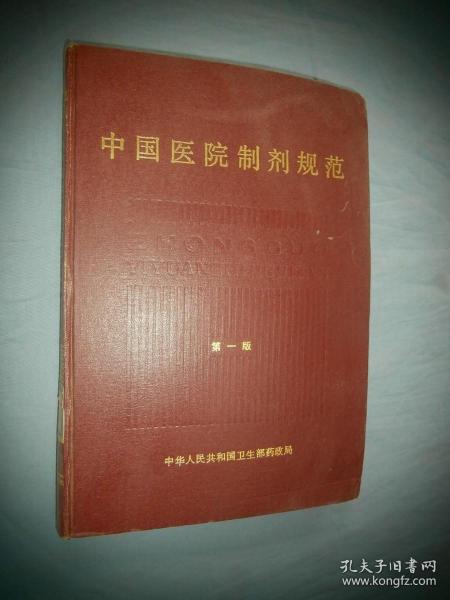 中国医院制剂规范
第一版
中华人民共和国卫生部药政局
孔夫子旧书网
www.kongfz.com